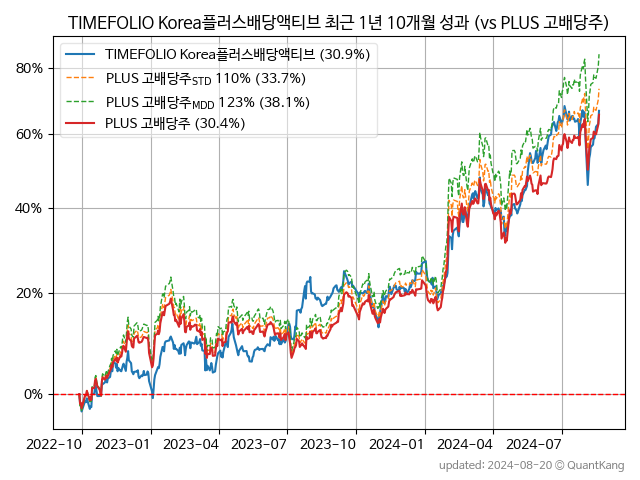 TIMEFOLIO Korea플러스배당액티브 최근 1년 10개월 성과 (vs PLUS 고배당주)
TIMEFOLIO Korea플러스배당액티브 (30.9%)
PLUS 고배당주STD 110% (33.7%)
PLUS 고배당주MDD 123% (38.1%)
PLUS 고배당주 (30.4%)
80%
60%
40%
20%
0%
2022-10 2023-01 2023-04 2023-07 2023-10 2024-01 2024-04 2024-07
updated: 2024-08-20 © QuantKang